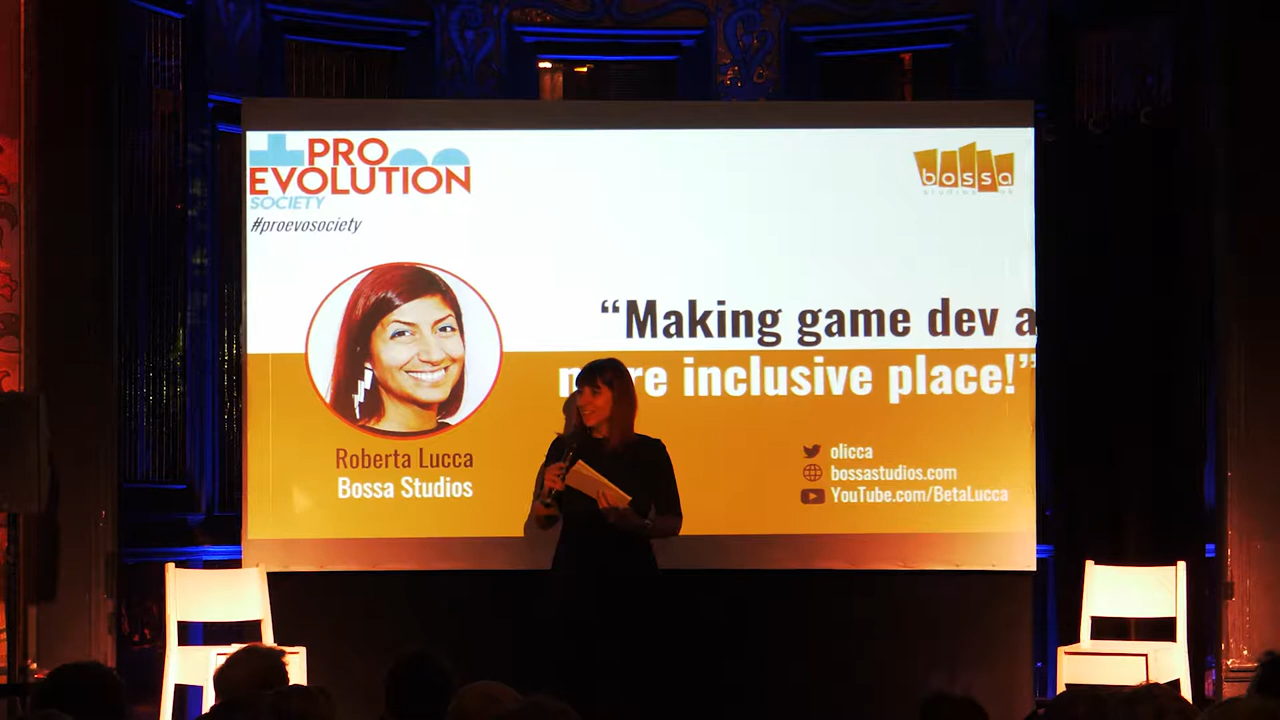 PRO
EVOLUTION
SOCIETY
#proevosociety
bossa
“Making game dev a
more inclusive place!”
Roberta Lucca
Bossa Studios
olicca
bossastudios.com
YouTube.com/BetaLucca